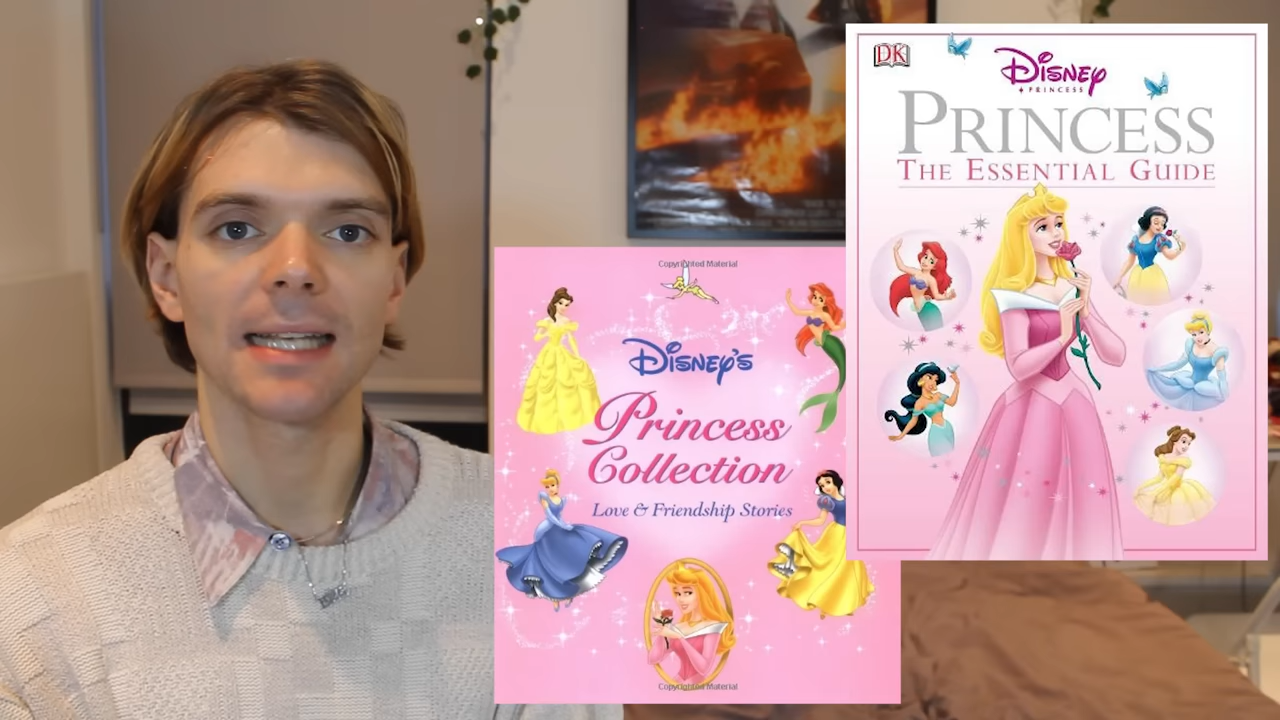 Copyrighted Material
DISNEY'S
Princess
Collection
Love & Friendship Stories
Copyrighted Material
DK
DISNEY
PRINCESS
PRINCESS
THE ESSENTIAL GUIDE